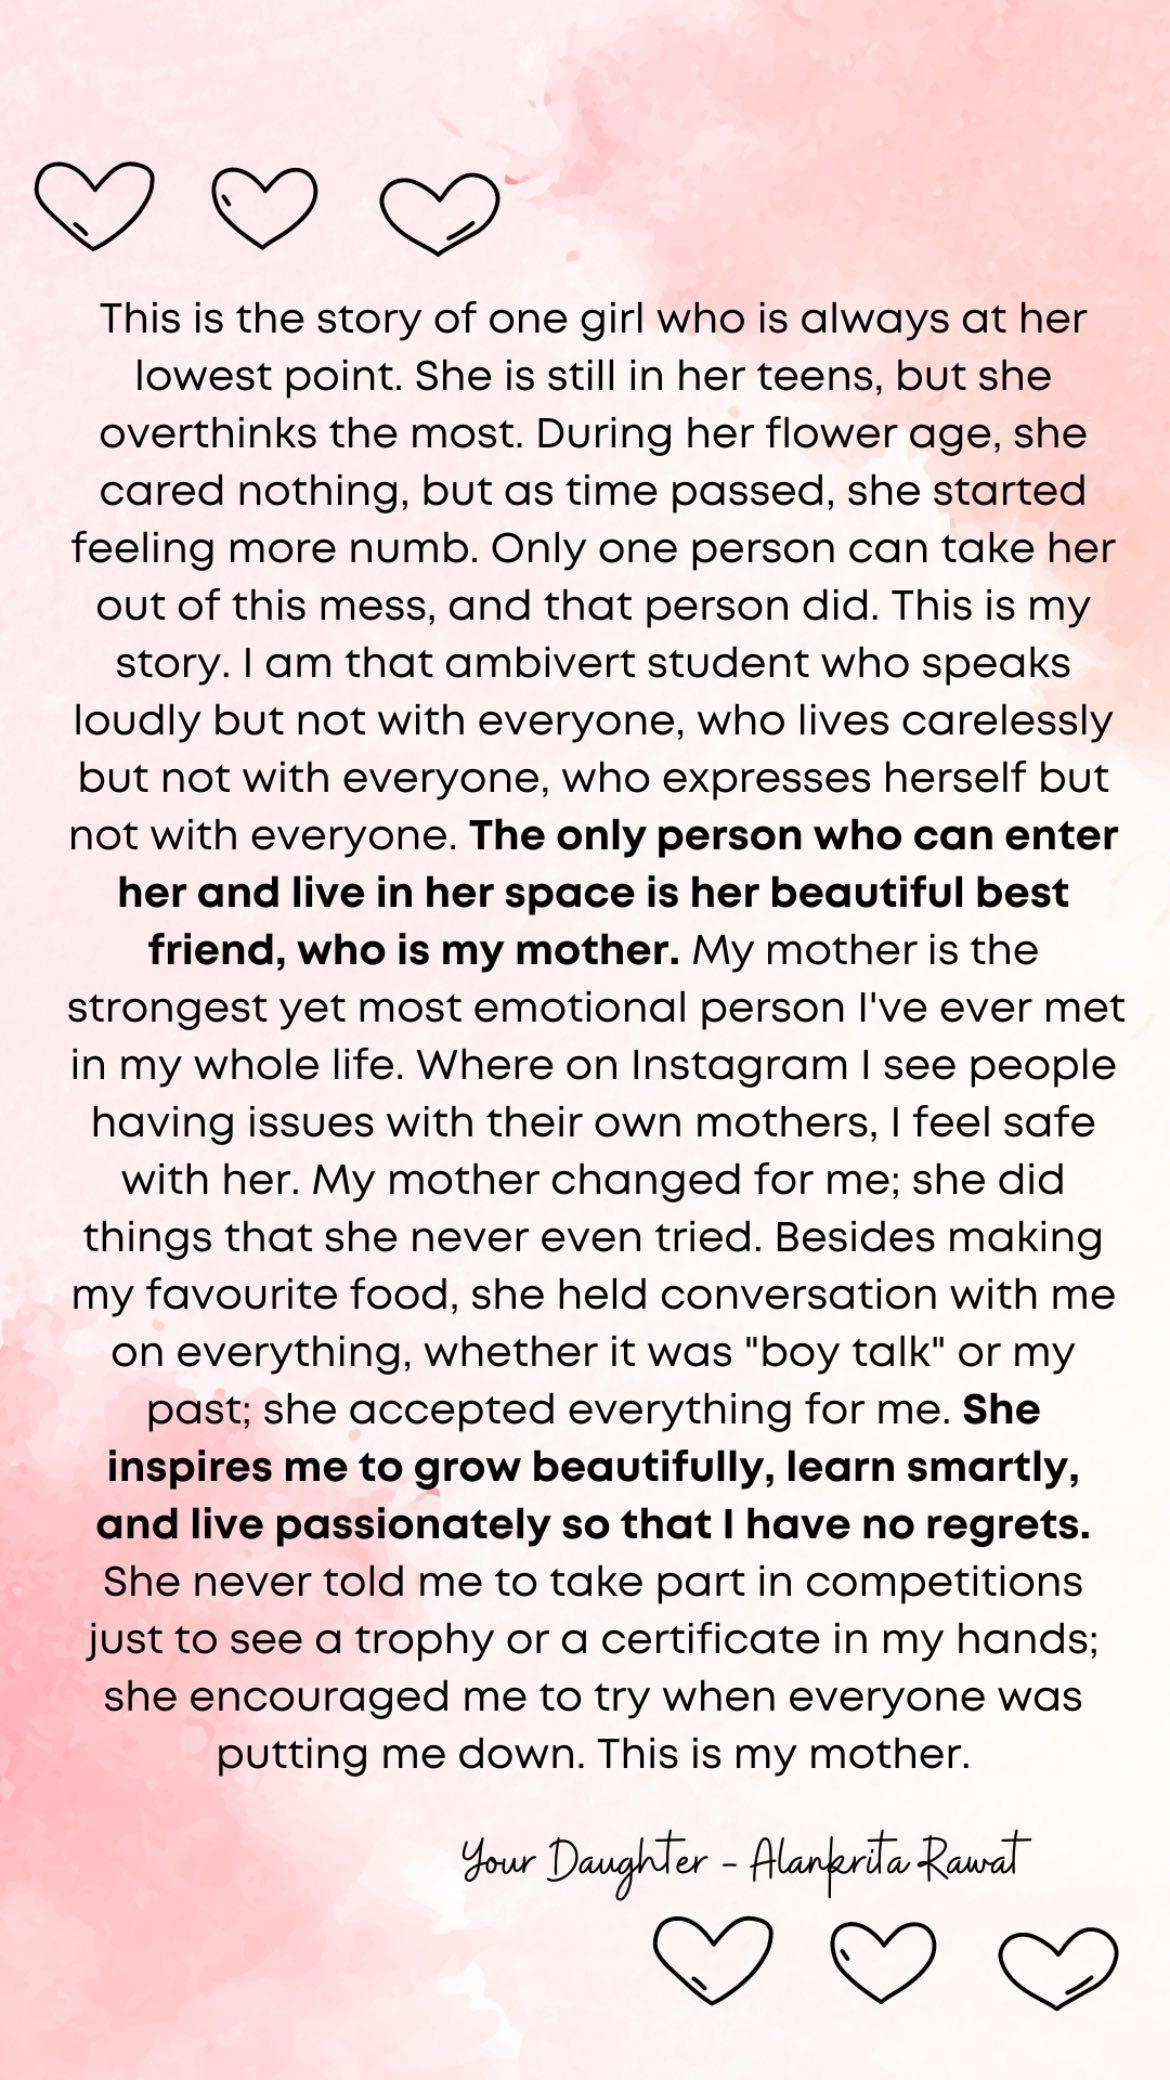 This is the story of one girl who is always at her
lowest point. She is still in her teens, but she
overthinks the most. During her flower age, she
cared nothing, but as time passed, she started
feeling more numb. Only one person can take her
out of this mess, and that person did. This is my
story. I am that ambivert student who speaks
loudly but not with everyone, who lives carelessly
but not with everyone, who expresses herself but
not with everyone. The only person who can enter
her and live in her space is her beautiful best
friend, who is my mother. My mother is the
strongest yet most emotional person I've ever met
in my whole life. Where on Instagram I see people
having issues with their own mothers, I feel safe
with her. My mother changed for me; she did
things that she never even tried. Besides making
my favourite food, she held conversation with me
on everything, whether it was "boy talk" or my
past; she accepted everything for me. She
inspires me to grow beautifully, learn smartly,
and live passionately so that I have no regrets.
She never told me to take part in competitions
just to see a trophy or a certificate in my hands;
she encouraged me to try when everyone was
putting me down. This is my mother.
Your Daughter - Alankrita Rawat